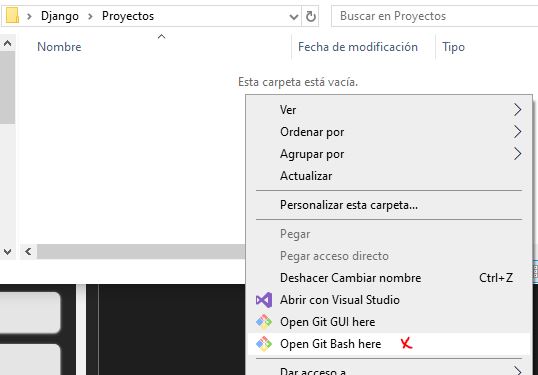 Django > Proyectos
Buscar en Proyectos
Nombre
Fecha de modificación
Tipo
Esta carpeta está vacía.
Ver
Ordenar por
Agrupar por
Actualizar
Personalizar esta carpeta...
Pegar
Pegar acceso directo
Deshacer Cambiar nombre Ctrl+Z
Abrir con Visual Studio
Open Git GUI here
Open Git Bash here
Dar acceso a